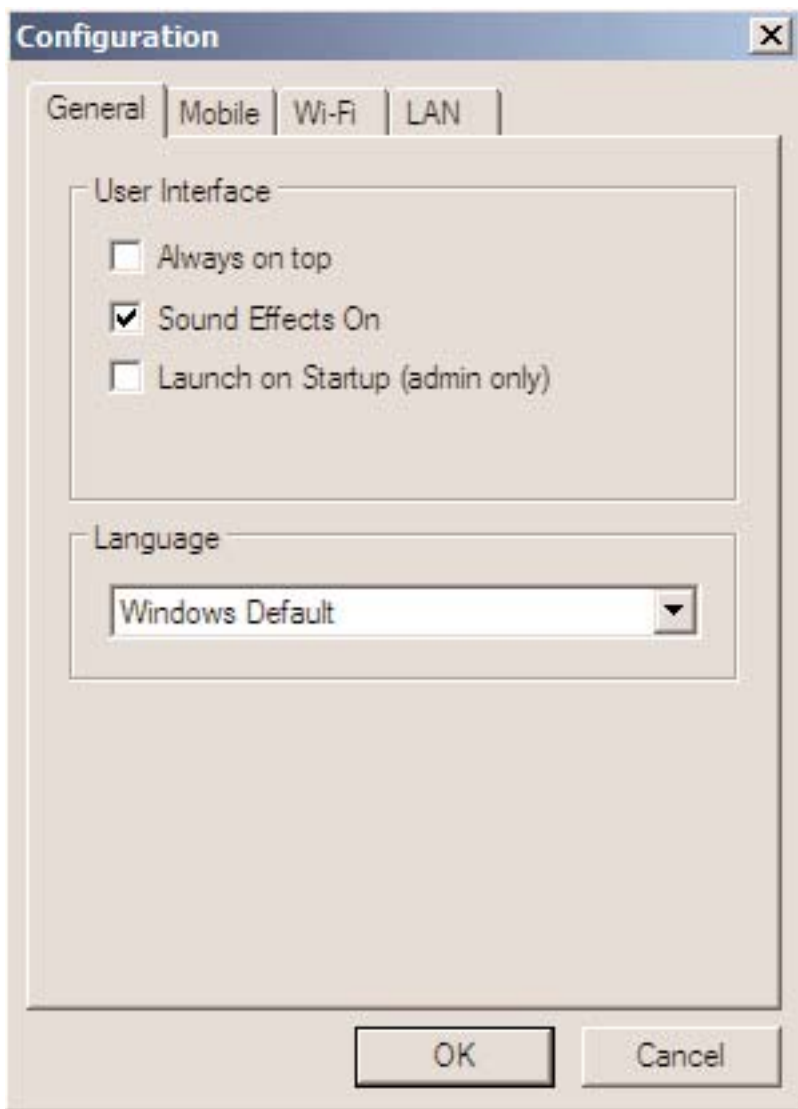 Configuration
General Mobile Wi-Fi LAN
User Interface
Always on top
Sound Effects On
Launch on Startup (admin only)
Language
Windows Default
OK Cancel